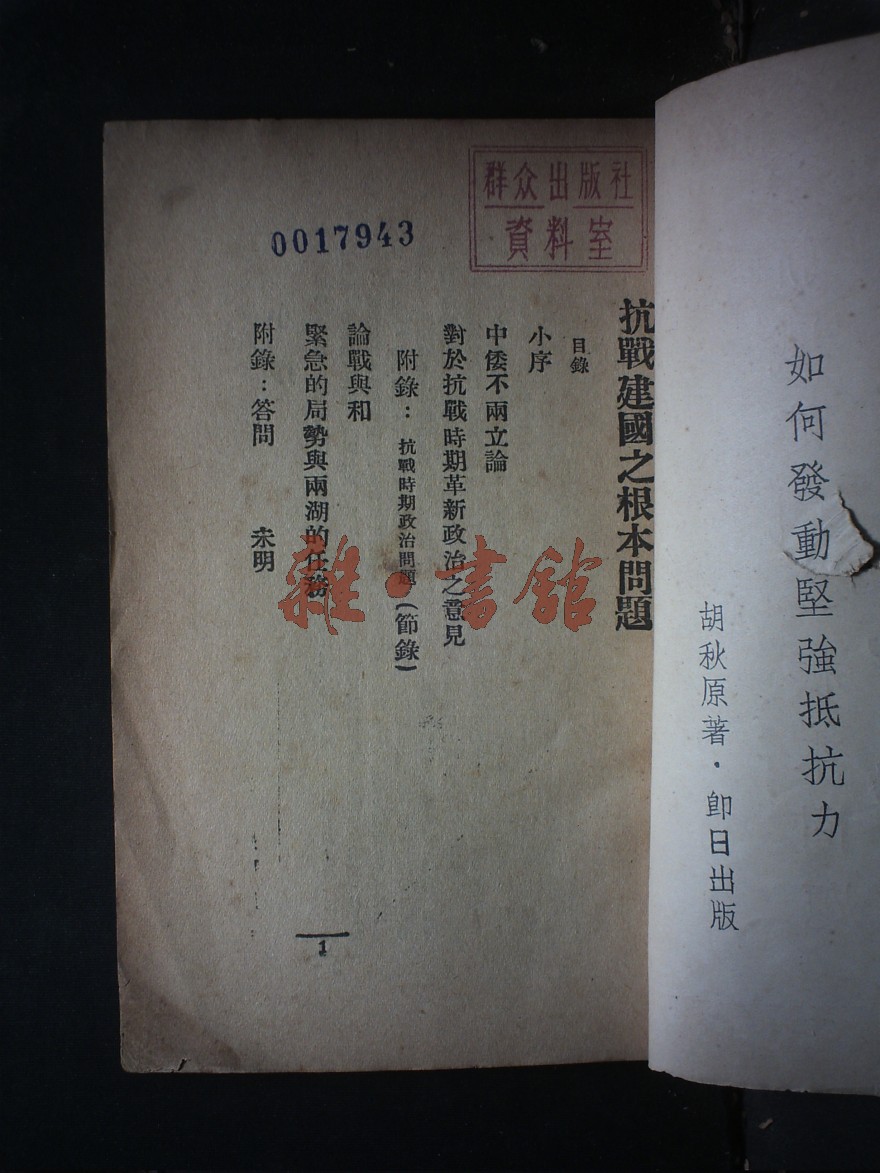 如何發動堅強抵抗力
胡秋原著・即日出版
群众出版社
資料室
0017943
抗戰建國之根本問題
目錄
小序
中倭不兩立論
對於抗戰時期革新政治之意見
附錄：抗戰時期政治問題（節錄）
論戰與和
緊急的局勢與兩湖的任務
附錄：答問 未明
1
雜・書館